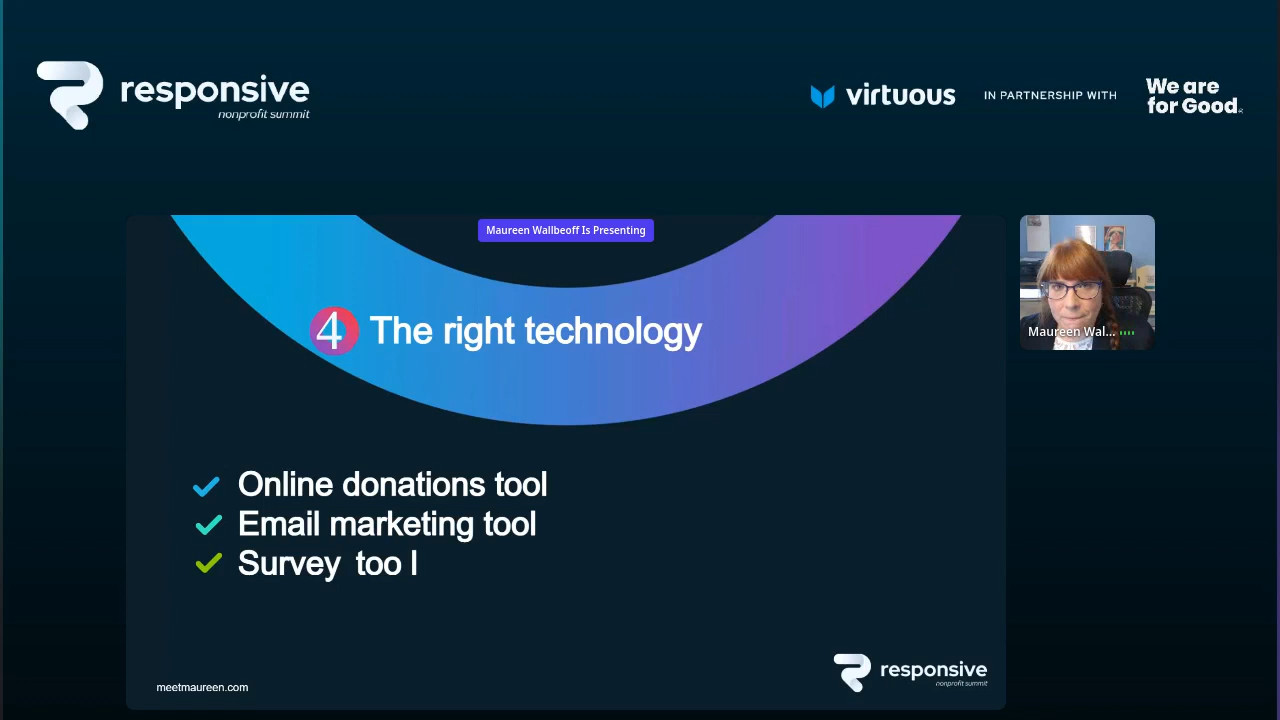 responsive
nonprofit summit
virtuous
IN PARTNERSHIP WITH
We are
for Good.
Maureen Wallbeoff Is Presenting
4 The right technology
Maureen Wal...
Online donations tool
Email marketing tool
Survey too l
meetmaureen.com
responsive
nonprofit summit